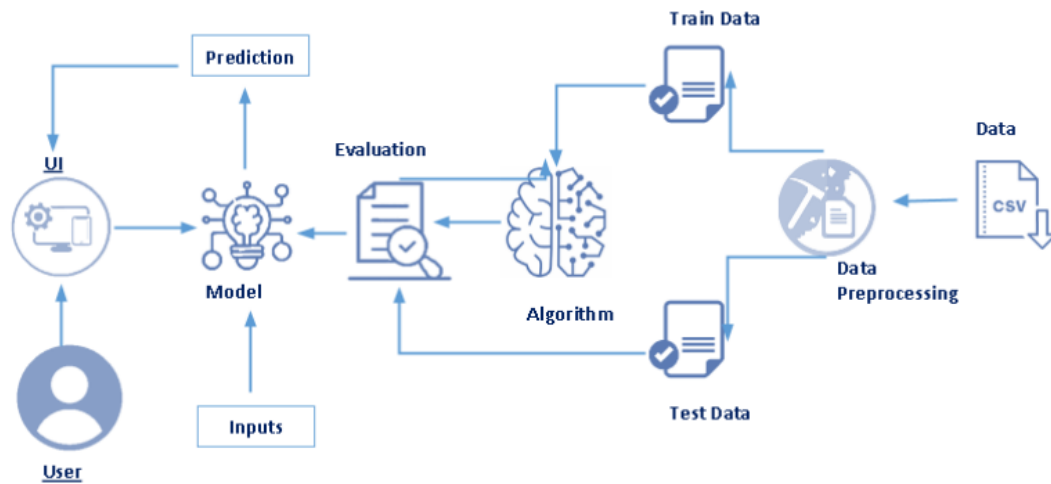 Train Data
Prediction
Data
Evaluation
UI
CSV
Data
Preprocessing
Model
Algorithm
Test Data
Inputs
User